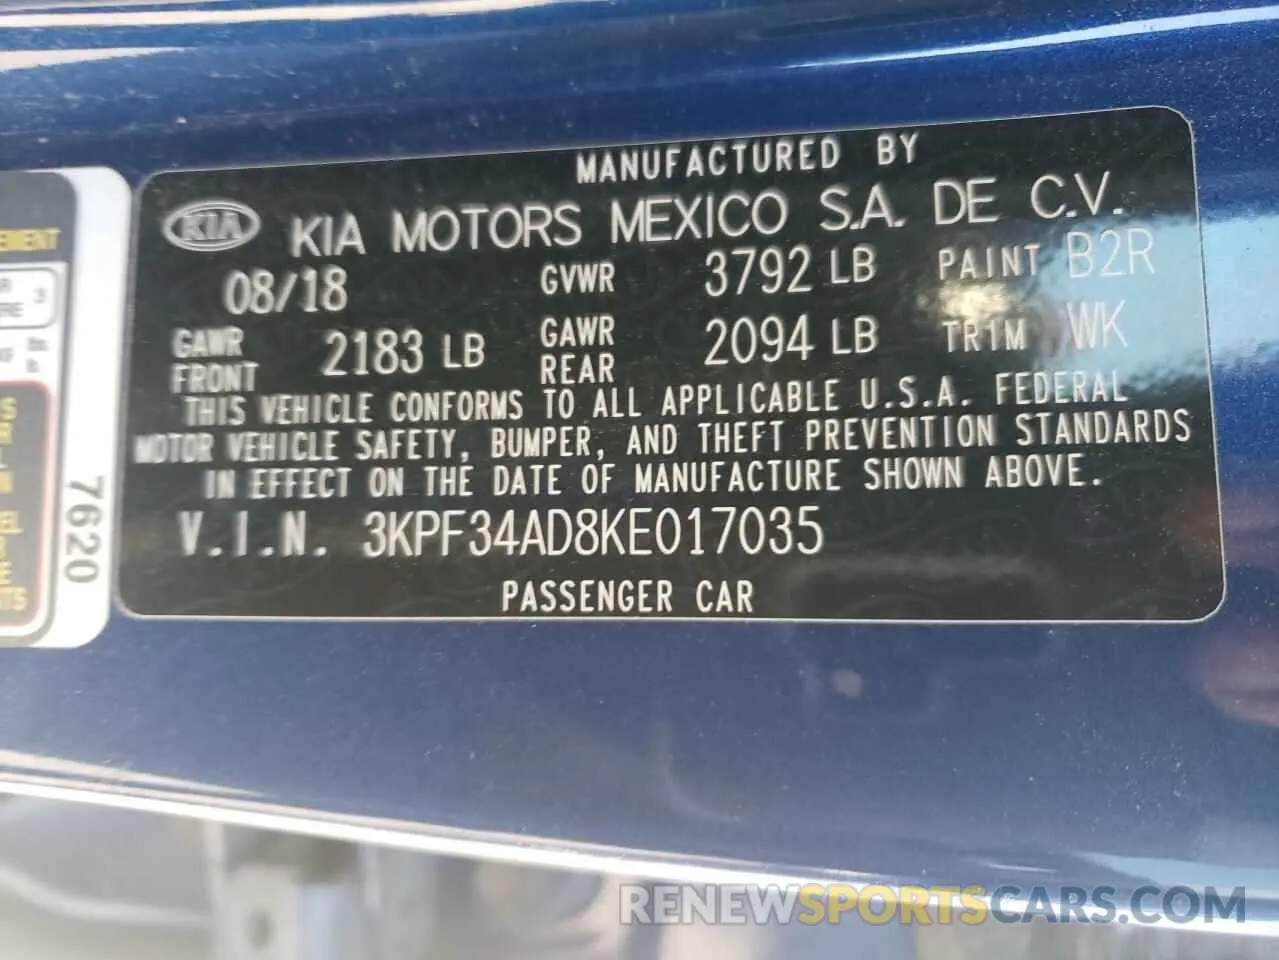 MANUFACTURED BY
KIA KIA MOTORS MEXICO S.A. DE C.V.
08/18 GVWR 3792 LB PAINT B2R
GAWR FRONT 2183 LB GAWR REAR 2094 LB TRIM WK
THIS VEHICLE CONFORMS TO ALL APPLICABLE U.S.A. FEDERAL
MOTOR VEHICLE SAFETY, BUMPER, AND THEFT PREVENTION STANDARDS
IN EFFECT ON THE DATE OF MANUFACTURE SHOWN ABOVE.
V.I.N. 3KPF34AD8KE017035
PASSENGER CAR
7620
RENEWSPORTSCARS.COM